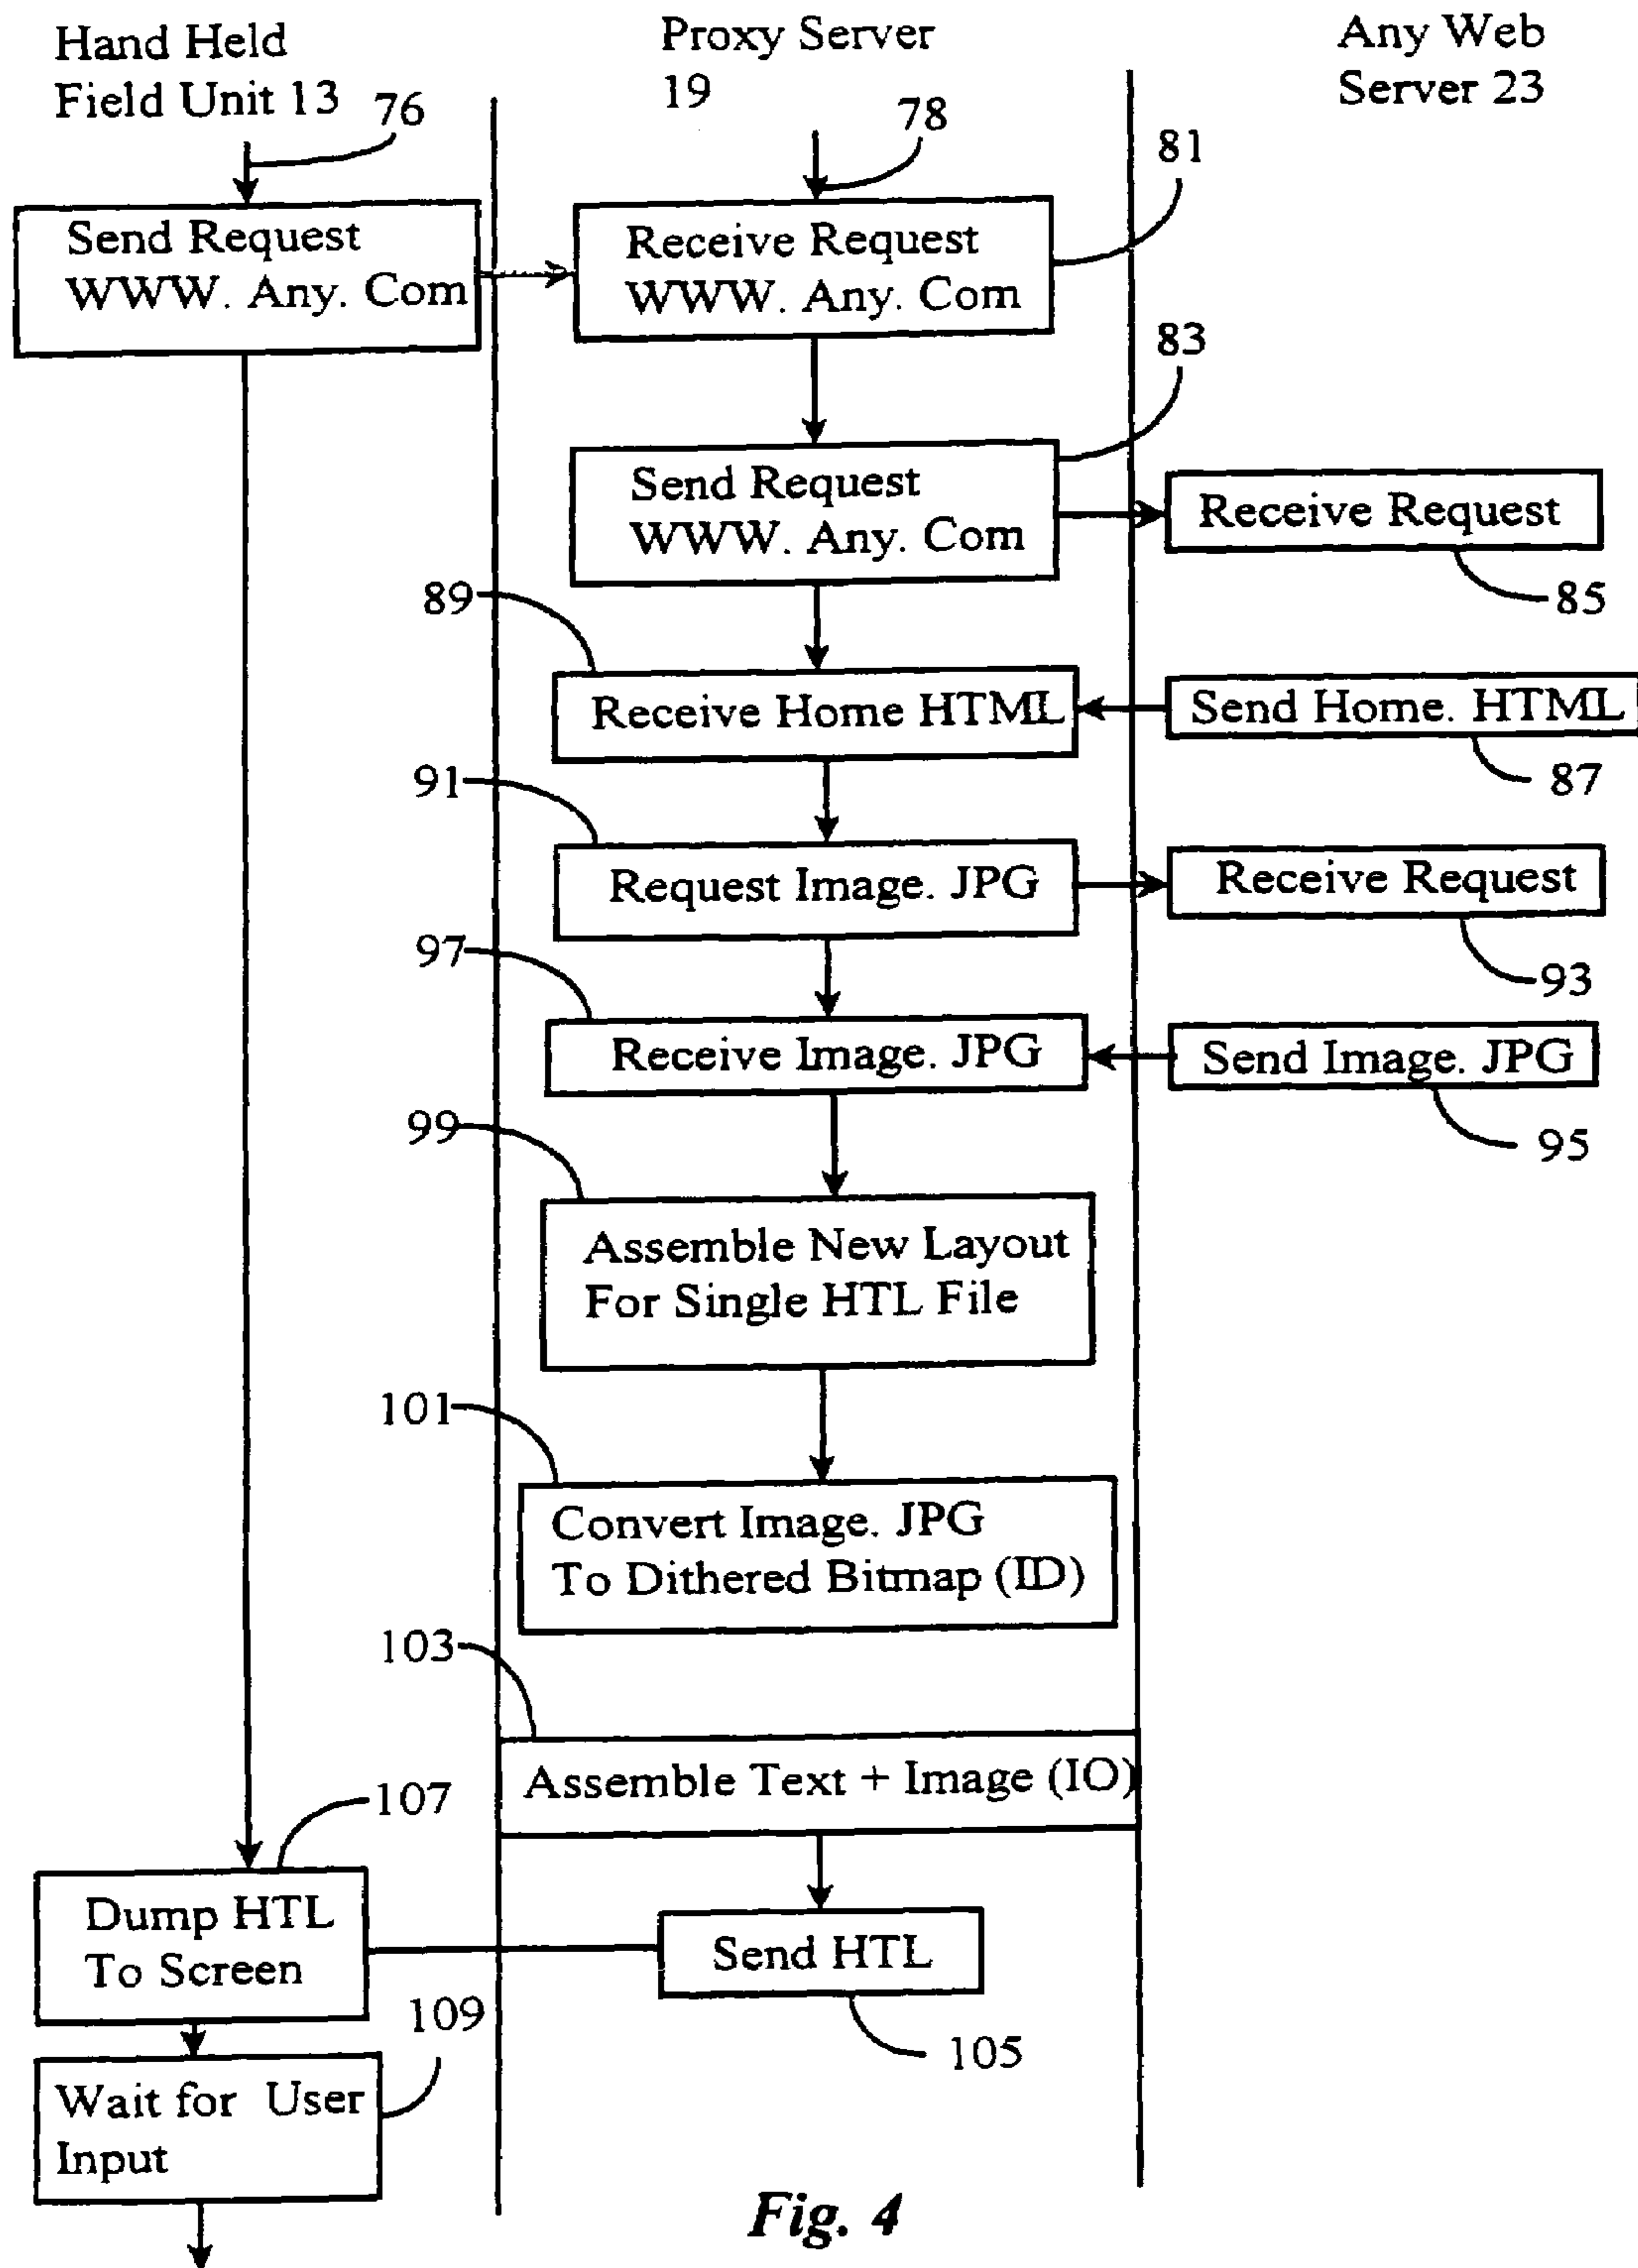 Hand Held
Field Unit 13
Proxy Server
19
Any Web
Server 23
76
78
81
Send Request
WWW. Any. Com
Receive Request
WWW. Any. Com
83
Send Request
WWW. Any. Com
Receive Request
85
89
Receive Home HTML
Send Home. HTML
87
91
Request Image. JPG
Receive Request
93
97
Receive Image. JPG
Send Image. JPG
95
99
Assemble New Layout
For Single HTL File
101
Convert Image. JPG
To Dithered Bitmap (ID)
103
Assemble Text + Image (IO)
107
Dump HTL
To Screen
Send HTL
105
109
Wait for User
Input
Fig. 4